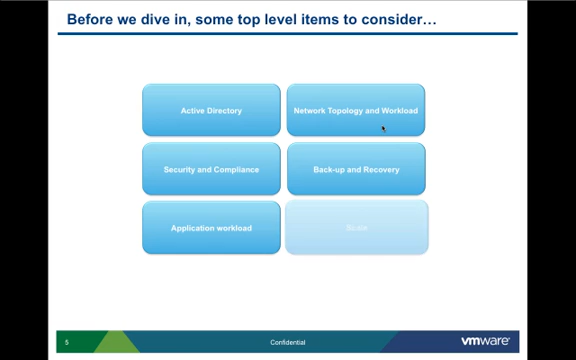 Before we dive in, some top level items to consider…
Active Directory
Network Topology and Workload
Security and Compliance
Back-up and Recovery
Application workload
5
Confidential
vmware